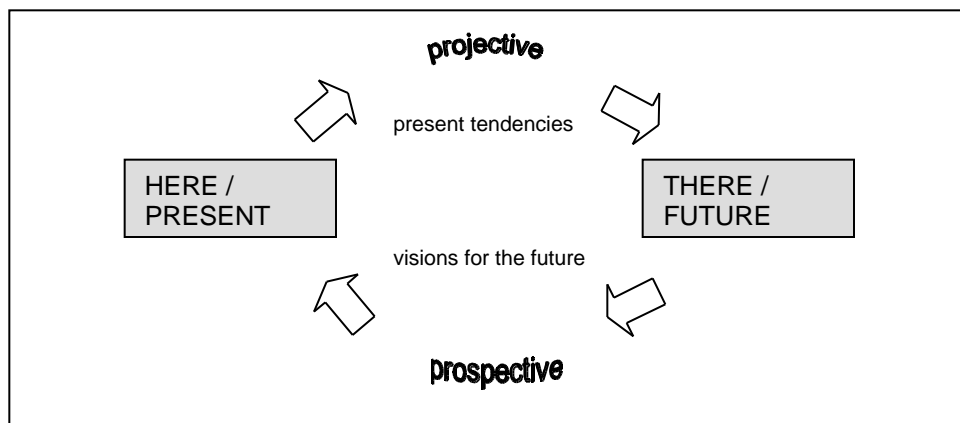 projective
present tendencies
HERE /
PRESENT
THERE /
FUTURE
visions for the future
prospective